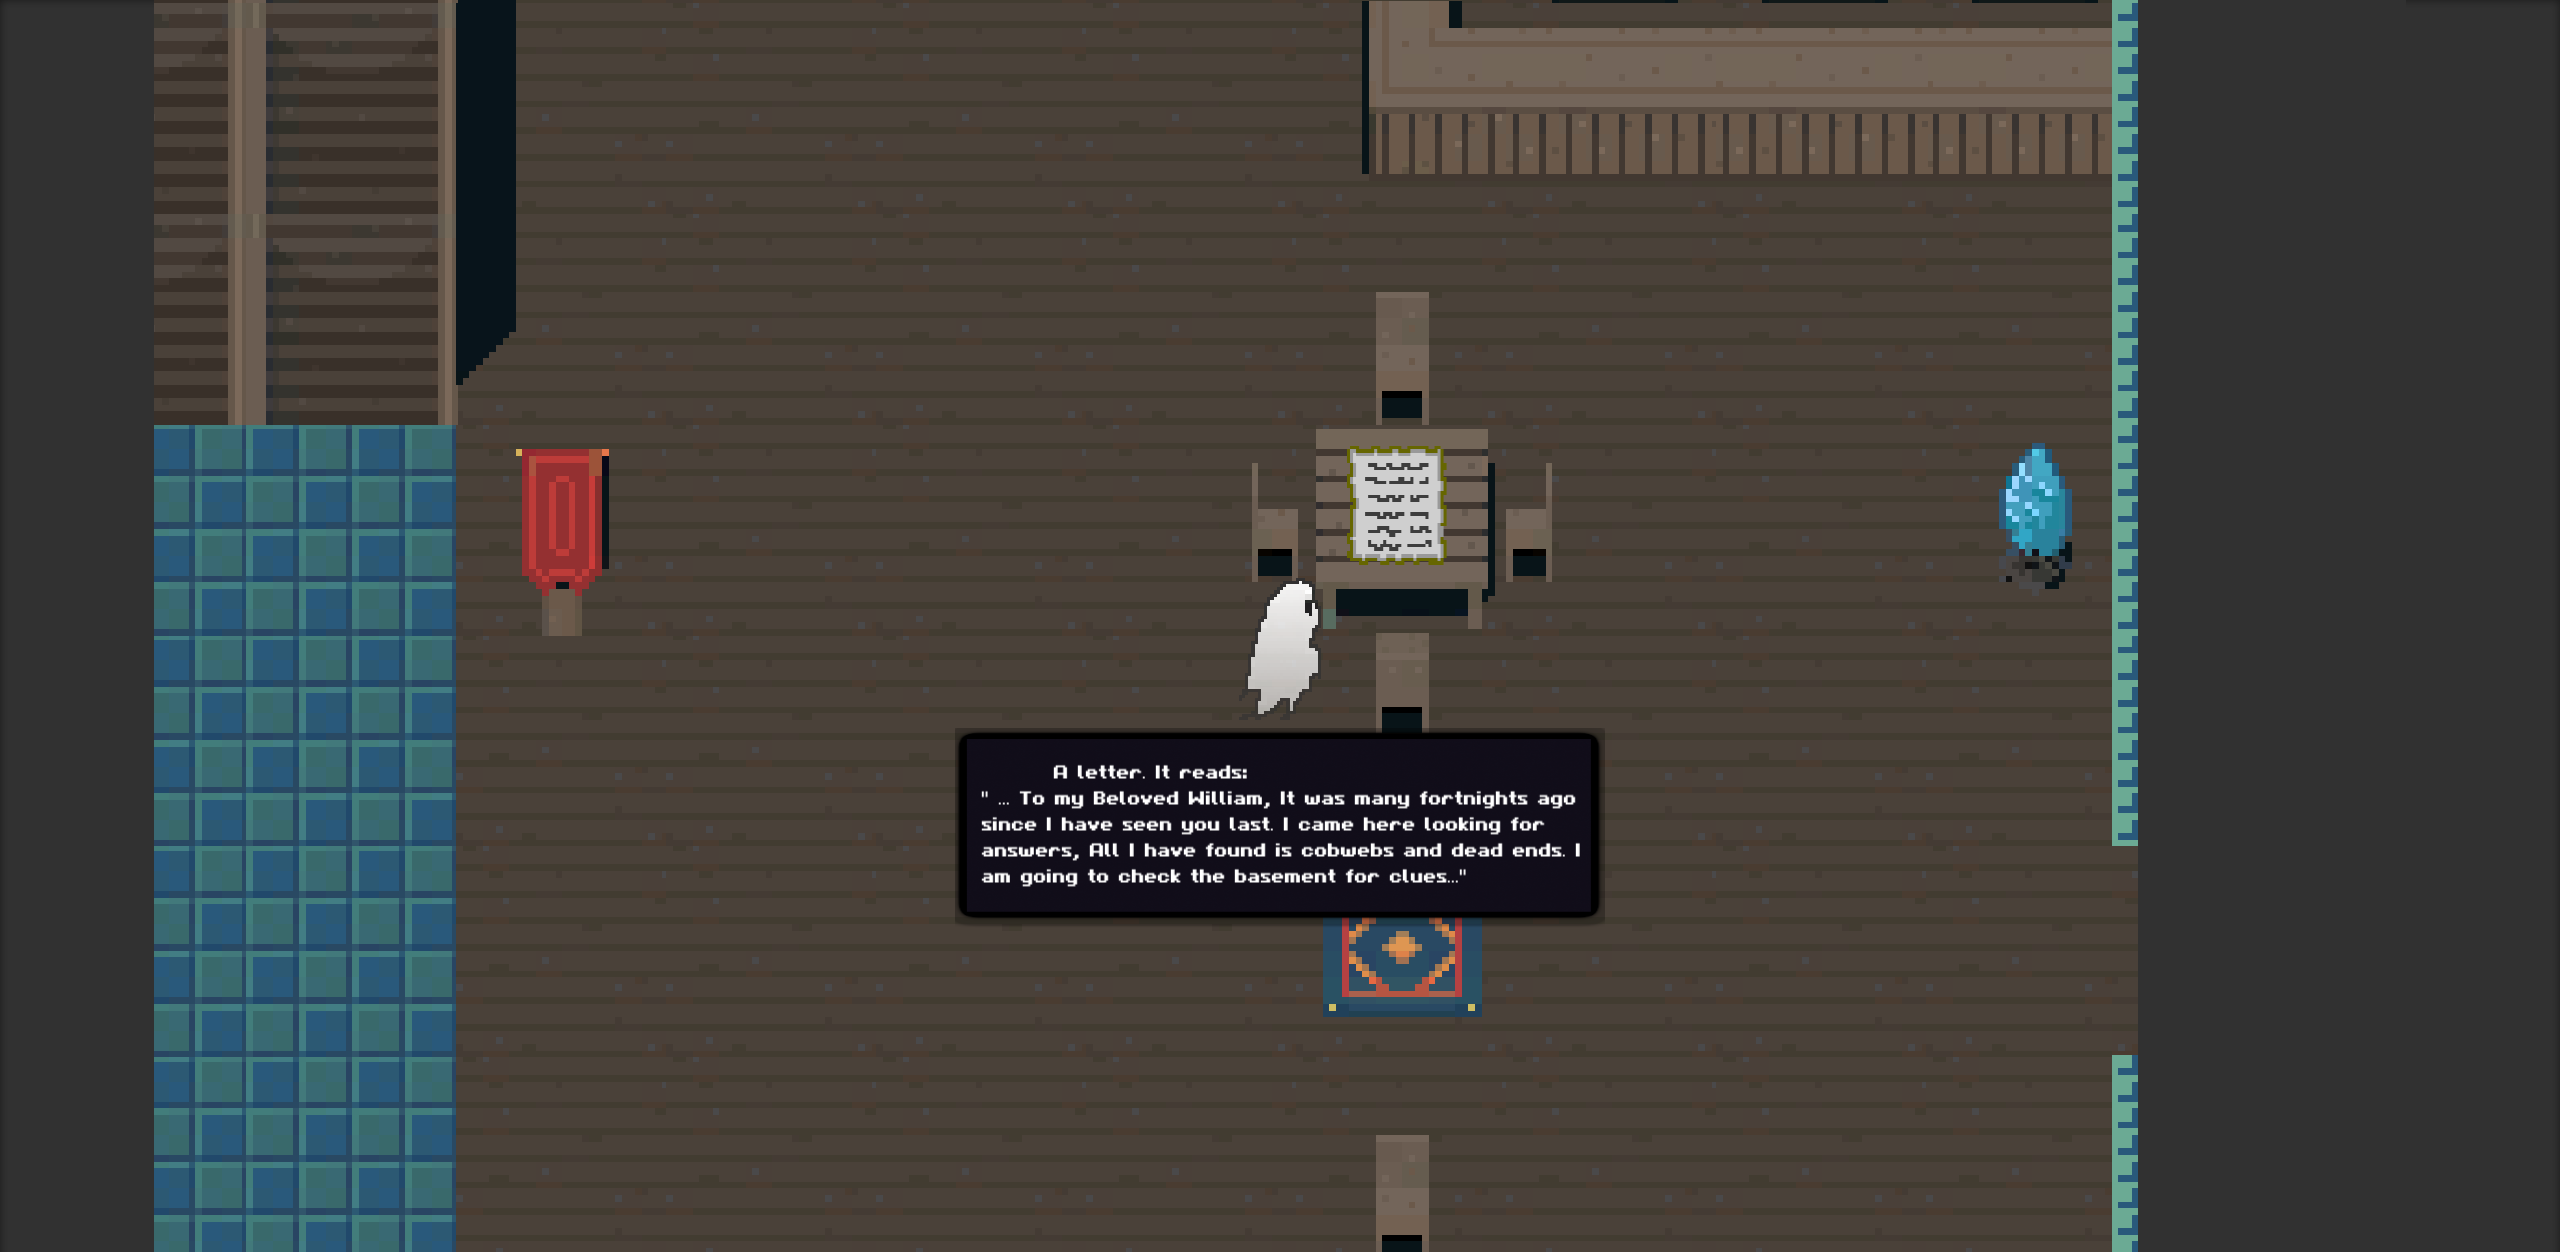 A letter. It reads:
" ... To my Beloved William, It was many fortnights ago
since I have seen you last. I came here looking for
answers, All I have found is cobwebs and dead ends. I
am going to check the basement for clues..."